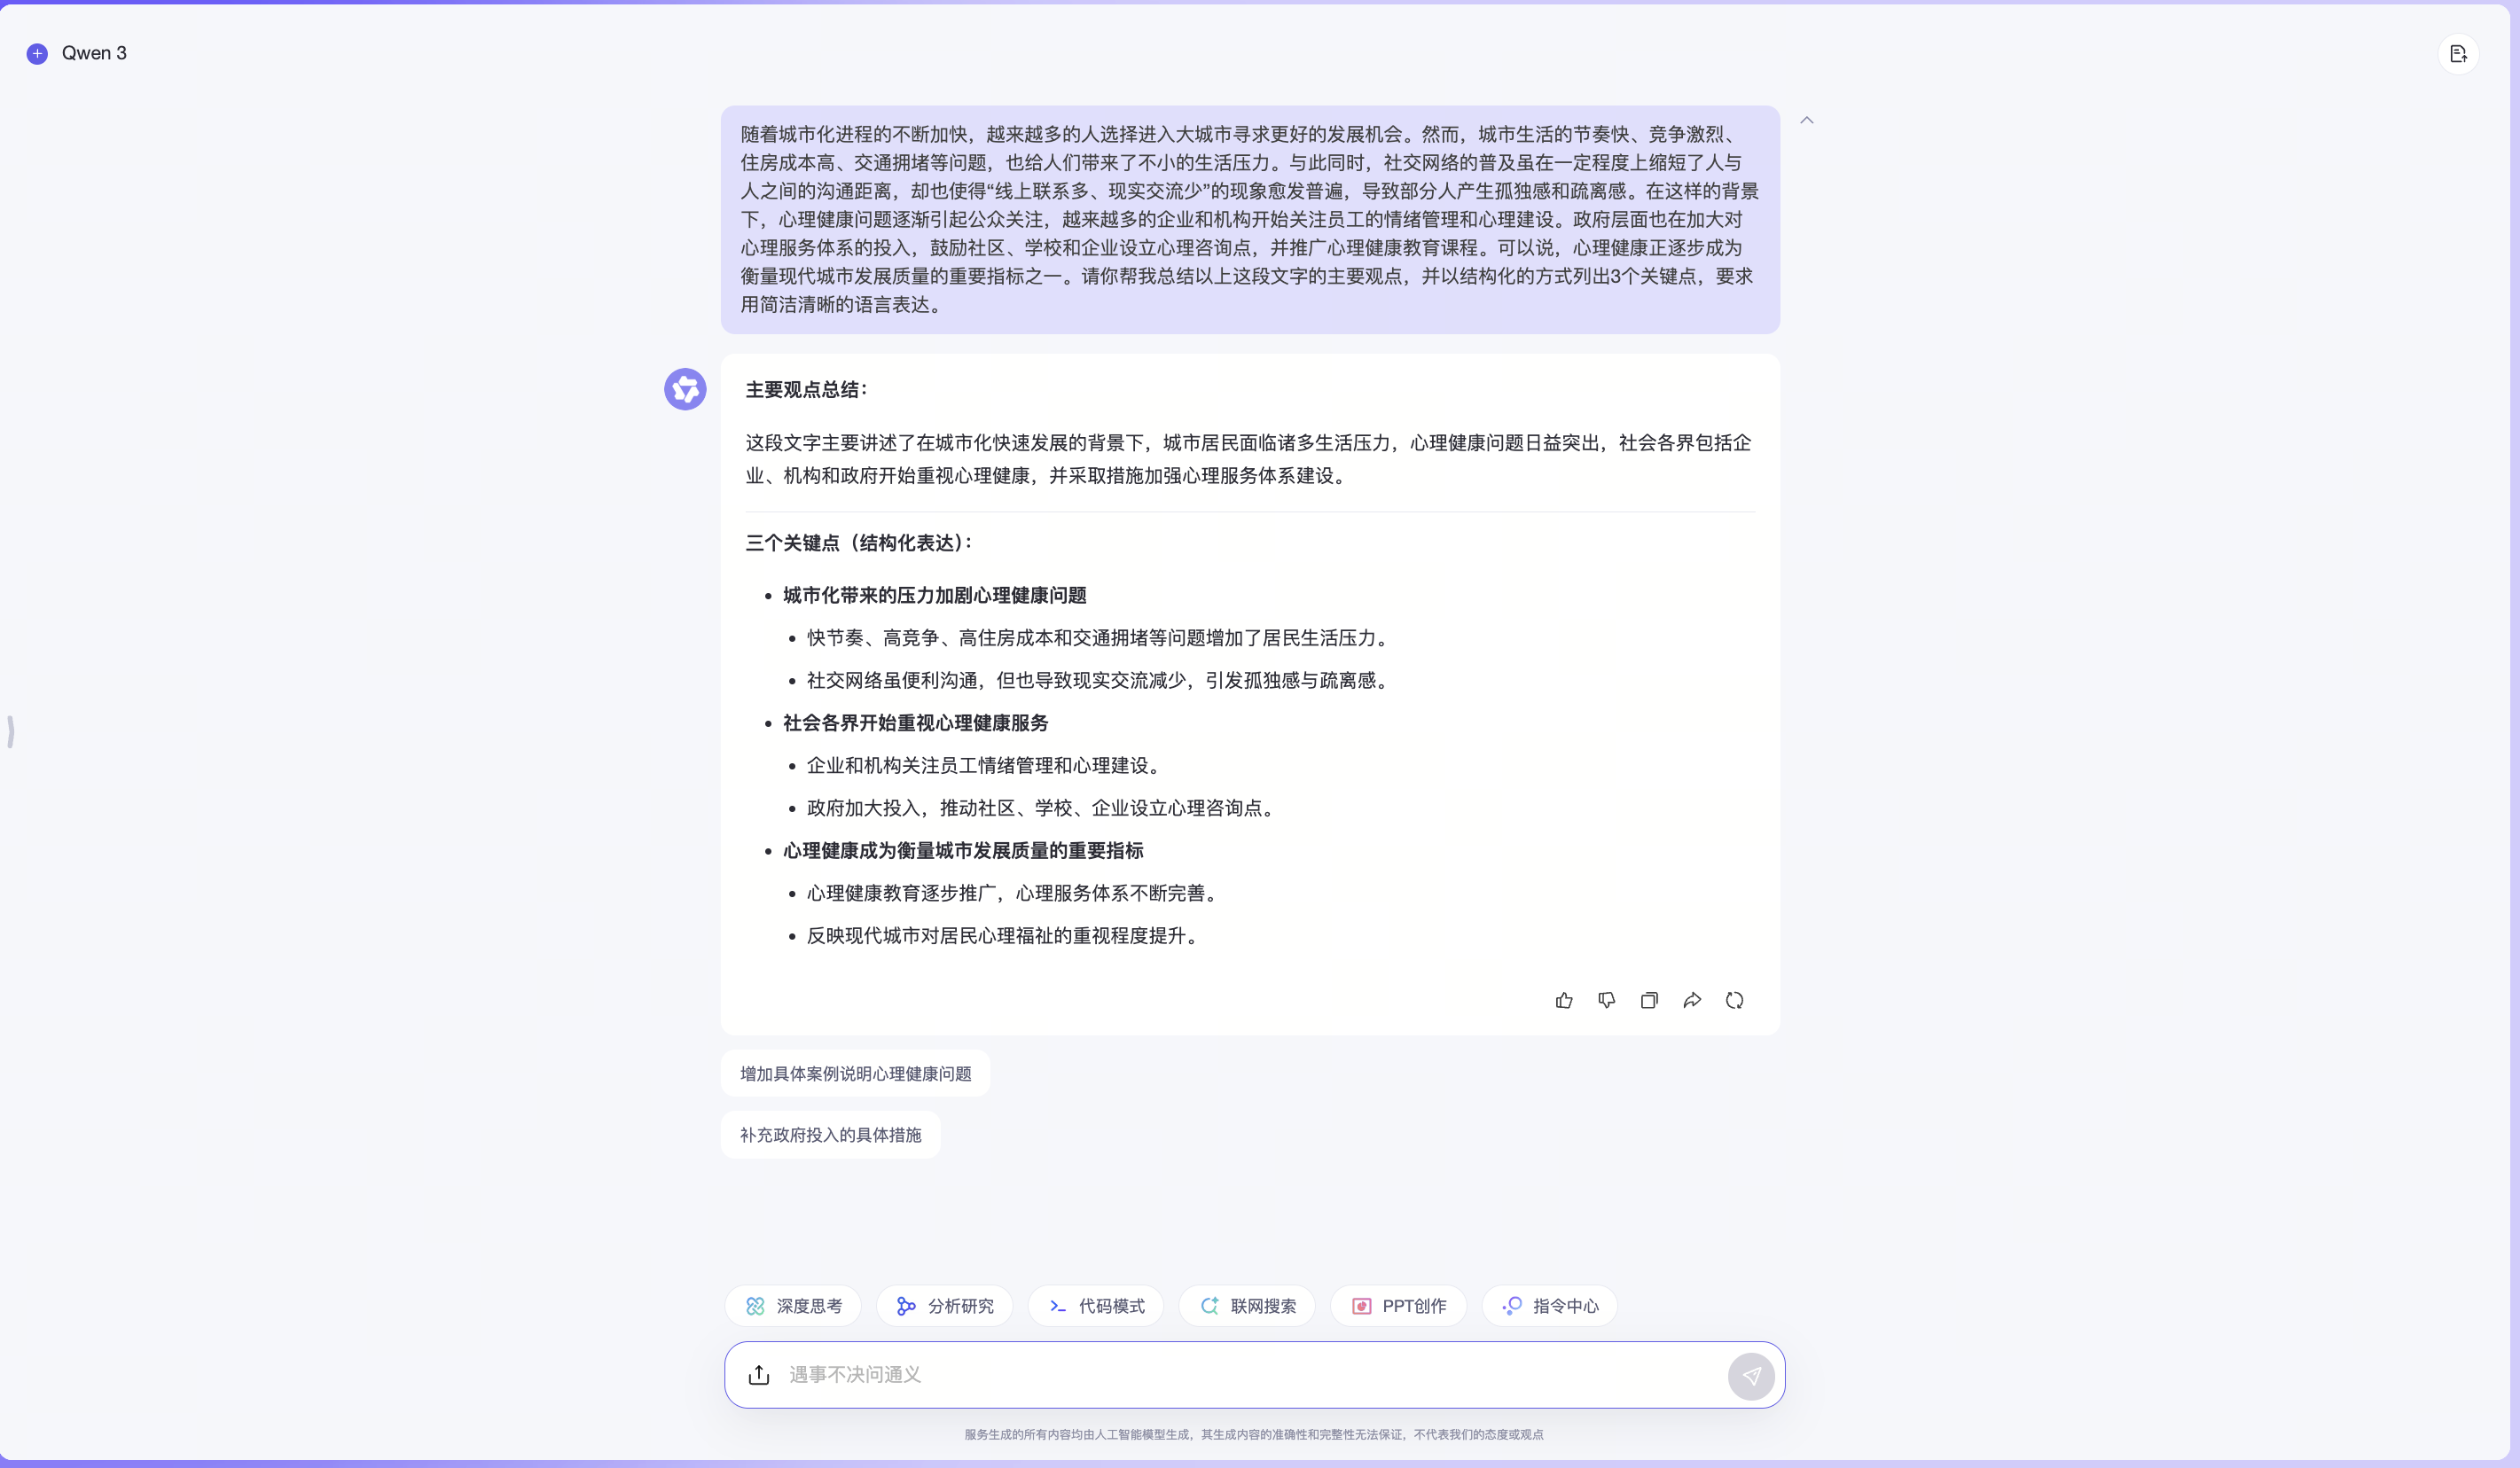 Qwen 3
随着城市化进程的不断加快，越来越多的人选择进入大城市寻求更好的发展机会。然而，城市生活的节奏快、竞争激烈、
住房成本高、交通拥堵等问题，也给人们带来了不小的生活压力。与此同时，社交网络的普及虽在一定程度上缩短了人与
人之间的沟通距离，却也使得“线上联系多、现实交流少”的现象愈发普遍，导致部分人产生孤独感和疏离感。在这样的背景
下，心理健康问题逐渐引起公众关注，越来越多的企业和机构开始关注员工的情绪管理和心理建设。政府层面也在加大对
心理服务体系的投入，鼓励社区、学校和企业设立心理咨询点，并推广心理健康教育课程。可以说，心理健康正逐步成为
衡量现代城市发展质量的重要指标之一。请你帮我总结以上这段文字的主要观点，并以结构化的方式列出3个关键点，要求
用简洁清晰的语言表达。
主要观点总结：
这段文字主要讲述了在城市化快速发展的背景下，城市居民面临诸多生活压力，心理健康问题日益突出，社会各界包括企
业、机构和政府开始重视心理健康，并采取措施加强心理服务体系建设。
三个关键点（结构化表达）：
• 城市化带来的压力加剧心理健康问题
• 快节奏、高竞争、高住房成本和交通拥堵等问题增加了居民生活压力。
• 社交网络虽便利沟通，但也导致现实交流减少，引发孤独感与疏离感。
• 社会各界开始重视心理健康服务
• 企业和机构关注员工情绪管理和心理建设。
• 政府加大投入，推动社区、学校、企业设立心理咨询点。
• 心理健康成为衡量城市发展质量的重要指标
• 心理健康教育逐步推广，心理服务体系不断完善。
• 反映现代城市对居民心理福祉的重视程度提升。
增加具体案例说明心理健康问题
补充政府投入的具体措施
深度思考 分析研究 代码模式 联网搜索 PPT创作 指令中心
遇事不决问通义
服务生成的所有内容均由人工智能模型生成，其生成内容的准确性和完整性无法保证，不代表我们的态度或观点